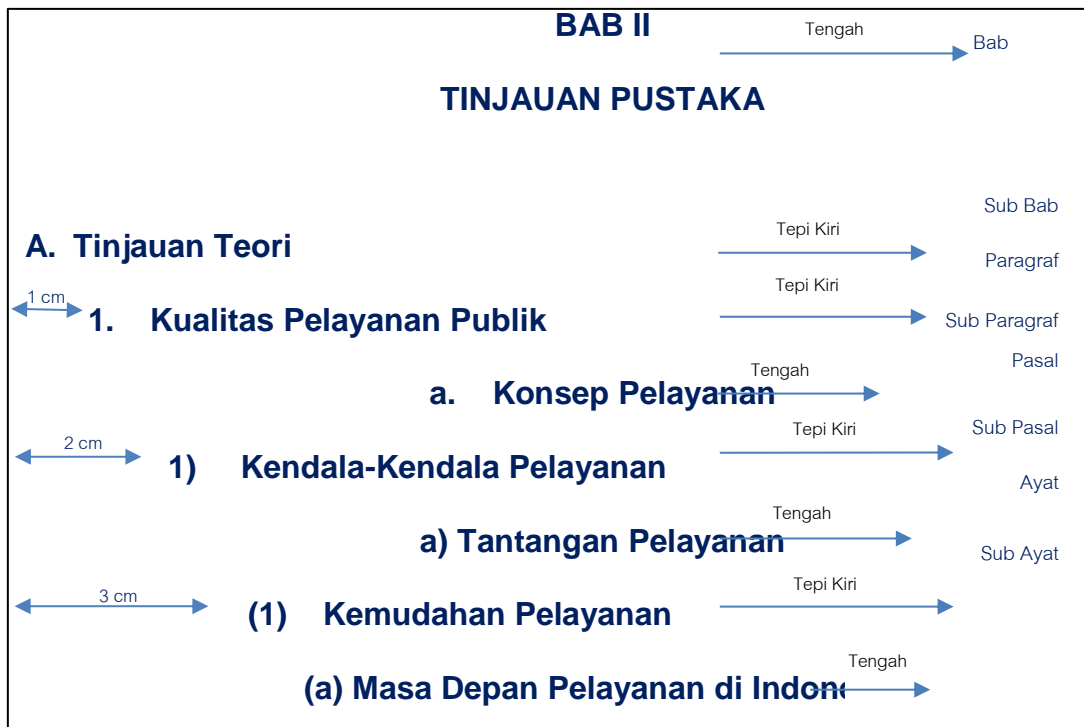 BAB II
Tengah
Bab
TINJAUAN PUSTAKA
Sub Bab
A. Tinjauan Teori
Tepi Kiri
Paragraf
1 cm
1. Kualitas Pelayanan Publik
Tepi Kiri
Sub Paragraf
Pasal
a. Konsep Pelayanan
Tengah
2 cm
1) Kendala-Kendala Pelayanan
Tepi Kiri
Sub Pasal
Ayat
a) Tantangan Pelayanan
Tengah
Sub Ayat
3 cm
(1) Kemudahan Pelayanan
Tepi Kiri
(a) Masa Depan Pelayanan di
Tengah